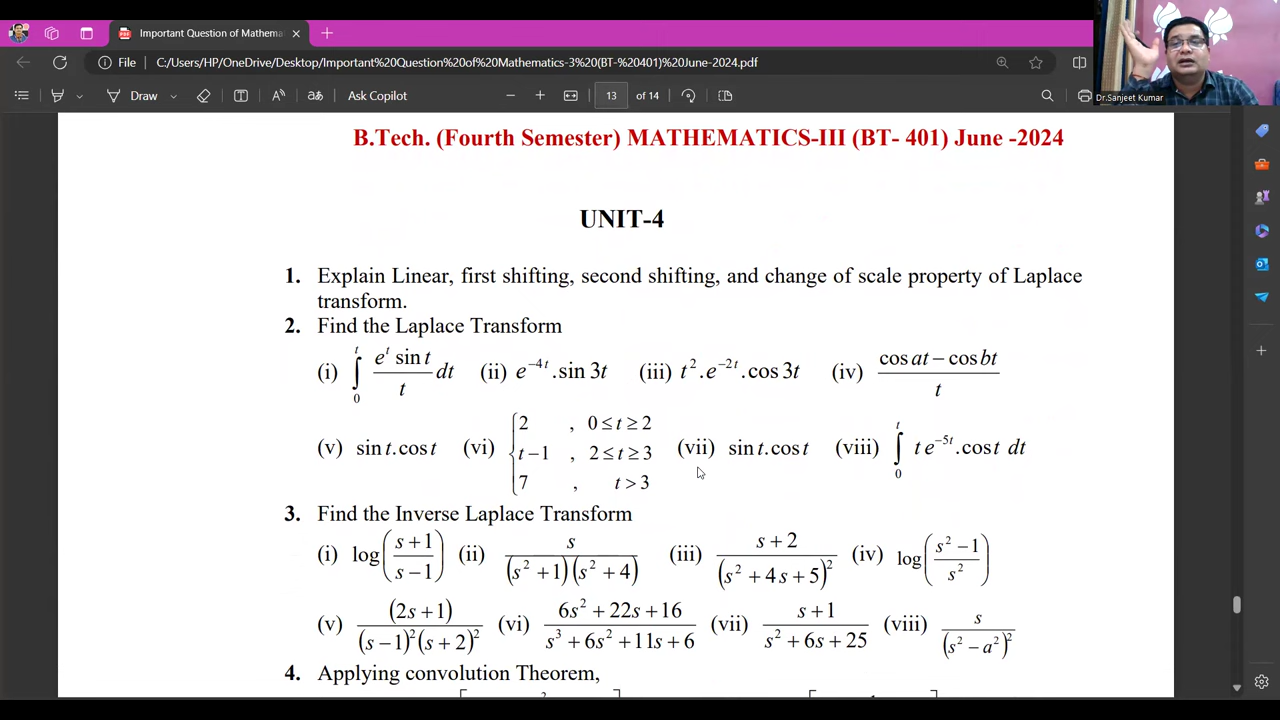 Important Question of Mathema
File C:/Users/HP/OneDrive/Desktop/Important%20Question%20of%20Mathematics-3%20(BT-%20401)%20June-2024.pdf
Dr.Sanjeet Kumar
Draw
aあ Ask Copilot
13 of 14
B.Tech. (Fourth Semester) MATHEMATICS-III (BT- 401) June -2024
UNIT-4
1. Explain Linear, first shifting, second shifting, and change of scale property of Laplace
transform.
2. Find the Laplace Transform
(i) ∫₀ᵗ (eᵗ sin t)/t dt (ii) e⁻⁴ᵗ.sin 3t (iii) t².e⁻²ᵗ.cos 3t (iv) (cos at − cos bt)/t
(v) sin t.cos t (vi) { 2 , 0 ≤ t ≥ 2
t −1 , 2 ≤ t ≥ 3
7 , t > 3
(vii) sin t.cos t (viii) ∫₀ᵗ t e⁻⁵ᵗ.cos t dt
3. Find the Inverse Laplace Transform
(i) log((s+1)/(s−1)) (ii) s/((s²+1)(s²+4)) (iii) (s+2)/(s²+4s+5)² (iv) log((s²−1)/s²)
(v) (2s+1)/((s−1)²(s+2)²) (vi) (6s²+22s+16)/(s³+6s²+11s+6) (vii) (s+1)/(s²+6s+25) (viii) s/(s²−a²)²
4. Applying convolution Theorem,